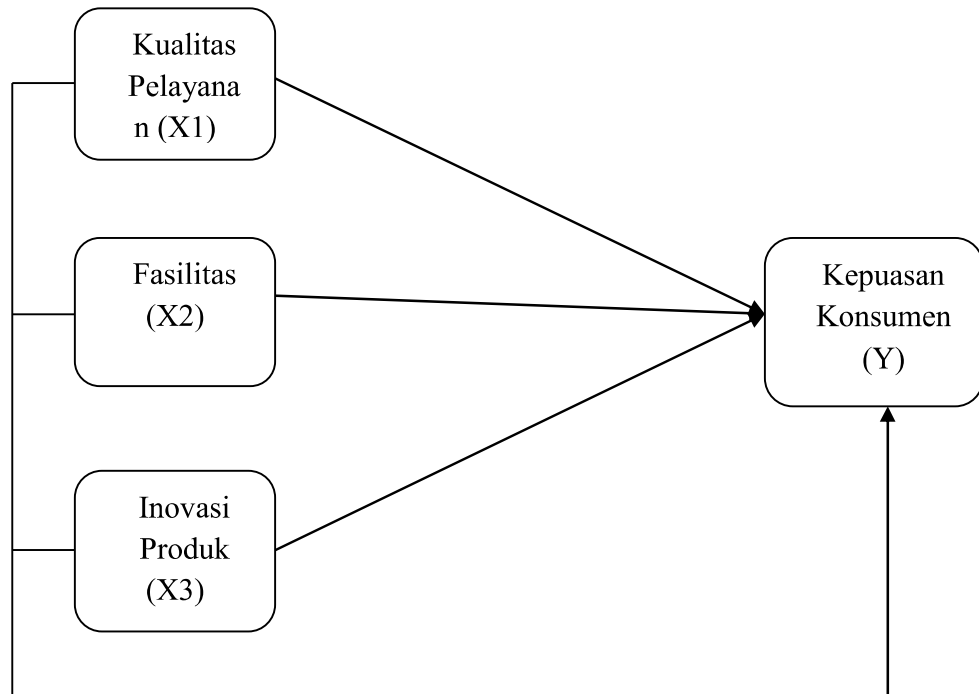 Kualitas
Pelayana
n (X1)
Fasilitas
(X2)
Kepuasan
Konsumen
(Y)
Inovasi
Produk
(X3)